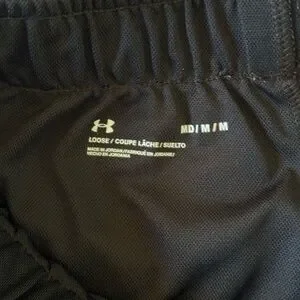 MD / M / M
LOOSE / COUPE LÂCHE / SUELTO
MADE IN JORDAN/FABRIQUÉ EN JORDANIE/
HECHO EN JORDANIA